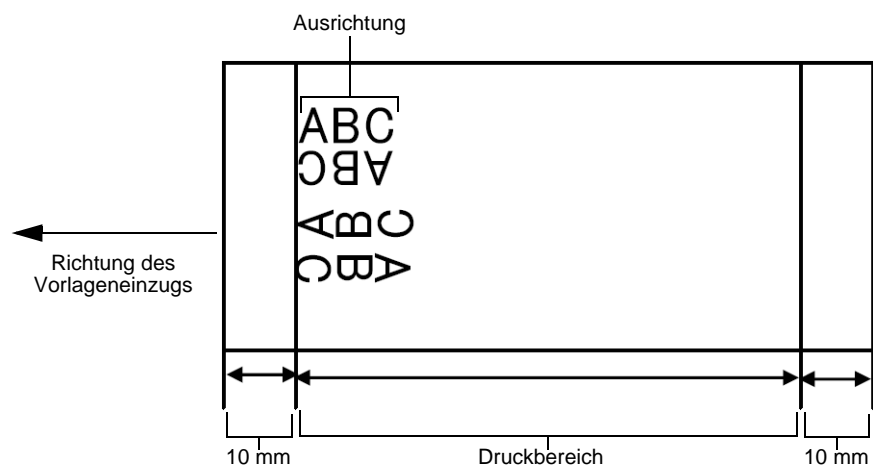 Ausrichtung
ABC
ABC
ABC
ABC
Richtung des
Vorlageneinzugs
10 mm
Druckbereich
10 mm